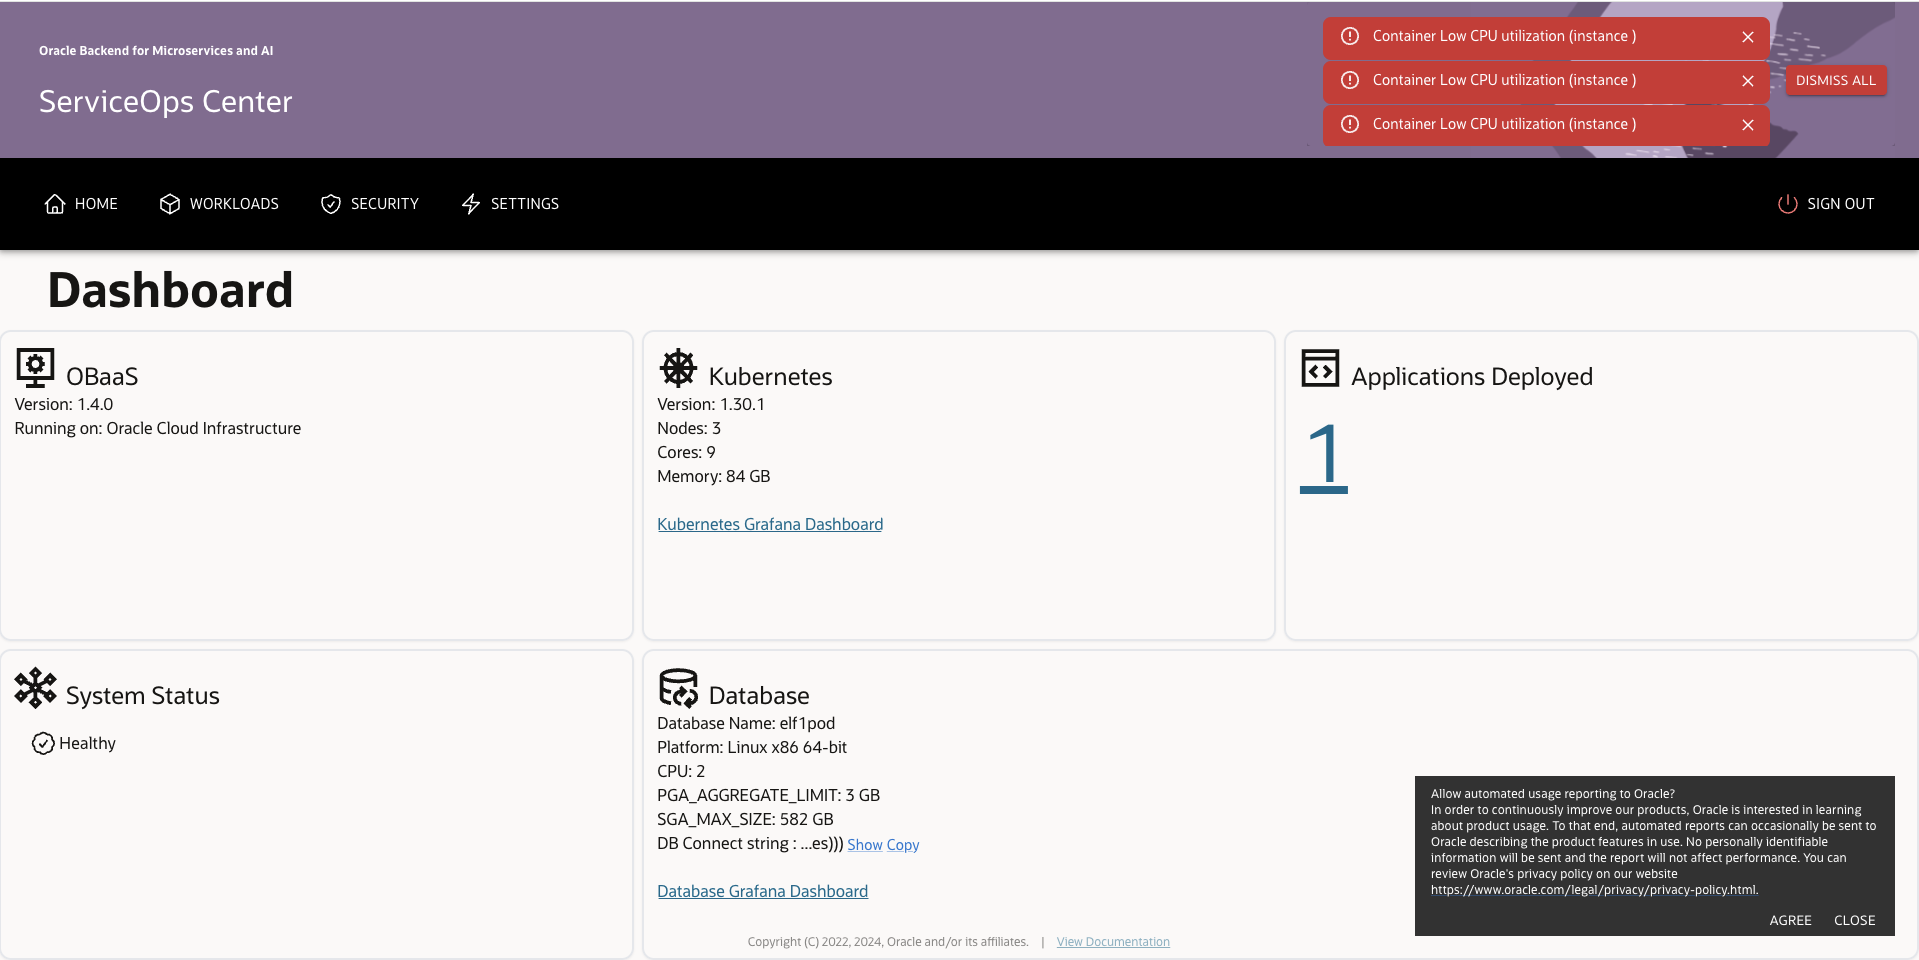 Oracle Backend for Microservices and AI
ServiceOps Center
Container Low CPU utilization (instance )
Container Low CPU utilization (instance )
DISMISS ALL
Container Low CPU utilization (instance )
HOME
WORKLOADS
SECURITY
SETTINGS
SIGN OUT
Dashboard
OBaaS
Version: 1.4.0
Running on: Oracle Cloud Infrastructure
Kubernetes
Version: 1.30.1
Nodes: 3
Cores: 9
Memory: 84 GB
Kubernetes Grafana Dashboard
Applications Deployed
1
System Status
Healthy
Database
Database Name: elf1pod
Platform: Linux x86 64-bit
CPU: 2
PGA_AGGREGATE_LIMIT: 3 GB
SGA_MAX_SIZE: 582 GB
DB Connect string : ...es))) Show Copy
Database Grafana Dashboard
Allow automated usage reporting to Oracle?
In order to continuously improve our products, Oracle is interested in learning
about product usage. To that end, automated reports can occasionally be sent to
Oracle describing the product features in use. No personally identifiable
information will be sent and the report will not affect performance. You can
review Oracle's privacy policy on our website
https://www.oracle.com/legal/privacy/privacy-policy.html.
AGREE CLOSE
Copyright (C) 2022, 2024, Oracle and/or its affiliates. | View Documentation